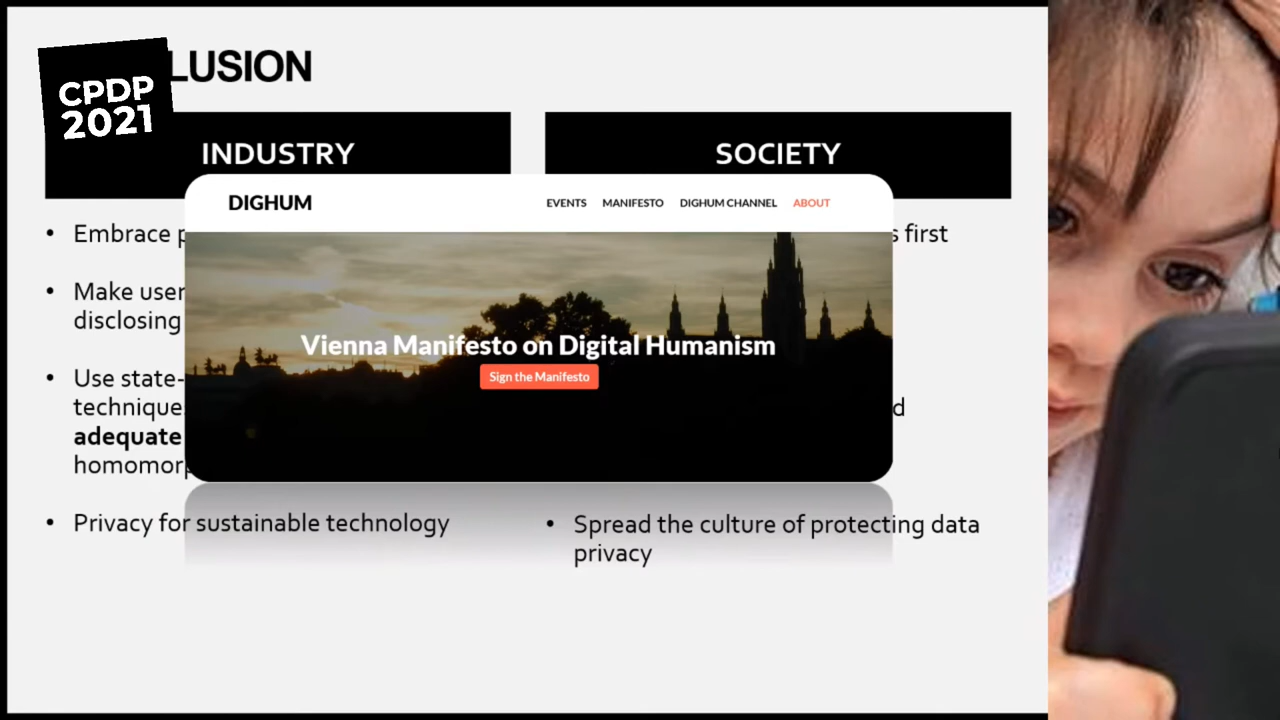 LUSION
CPDP
2021
INDUSTRY
SOCIETY
DIGHUM
EVENTS MANIFESTO DIGHUM CHANNEL ABOUT
Vienna Manifesto on Digital Humanism
Sign the Manifesto
• Embrace
• Make user
disclosing
• Use state-
adequate
• Privacy for sustainable technology
first
• Spread the culture of protecting data
privacy